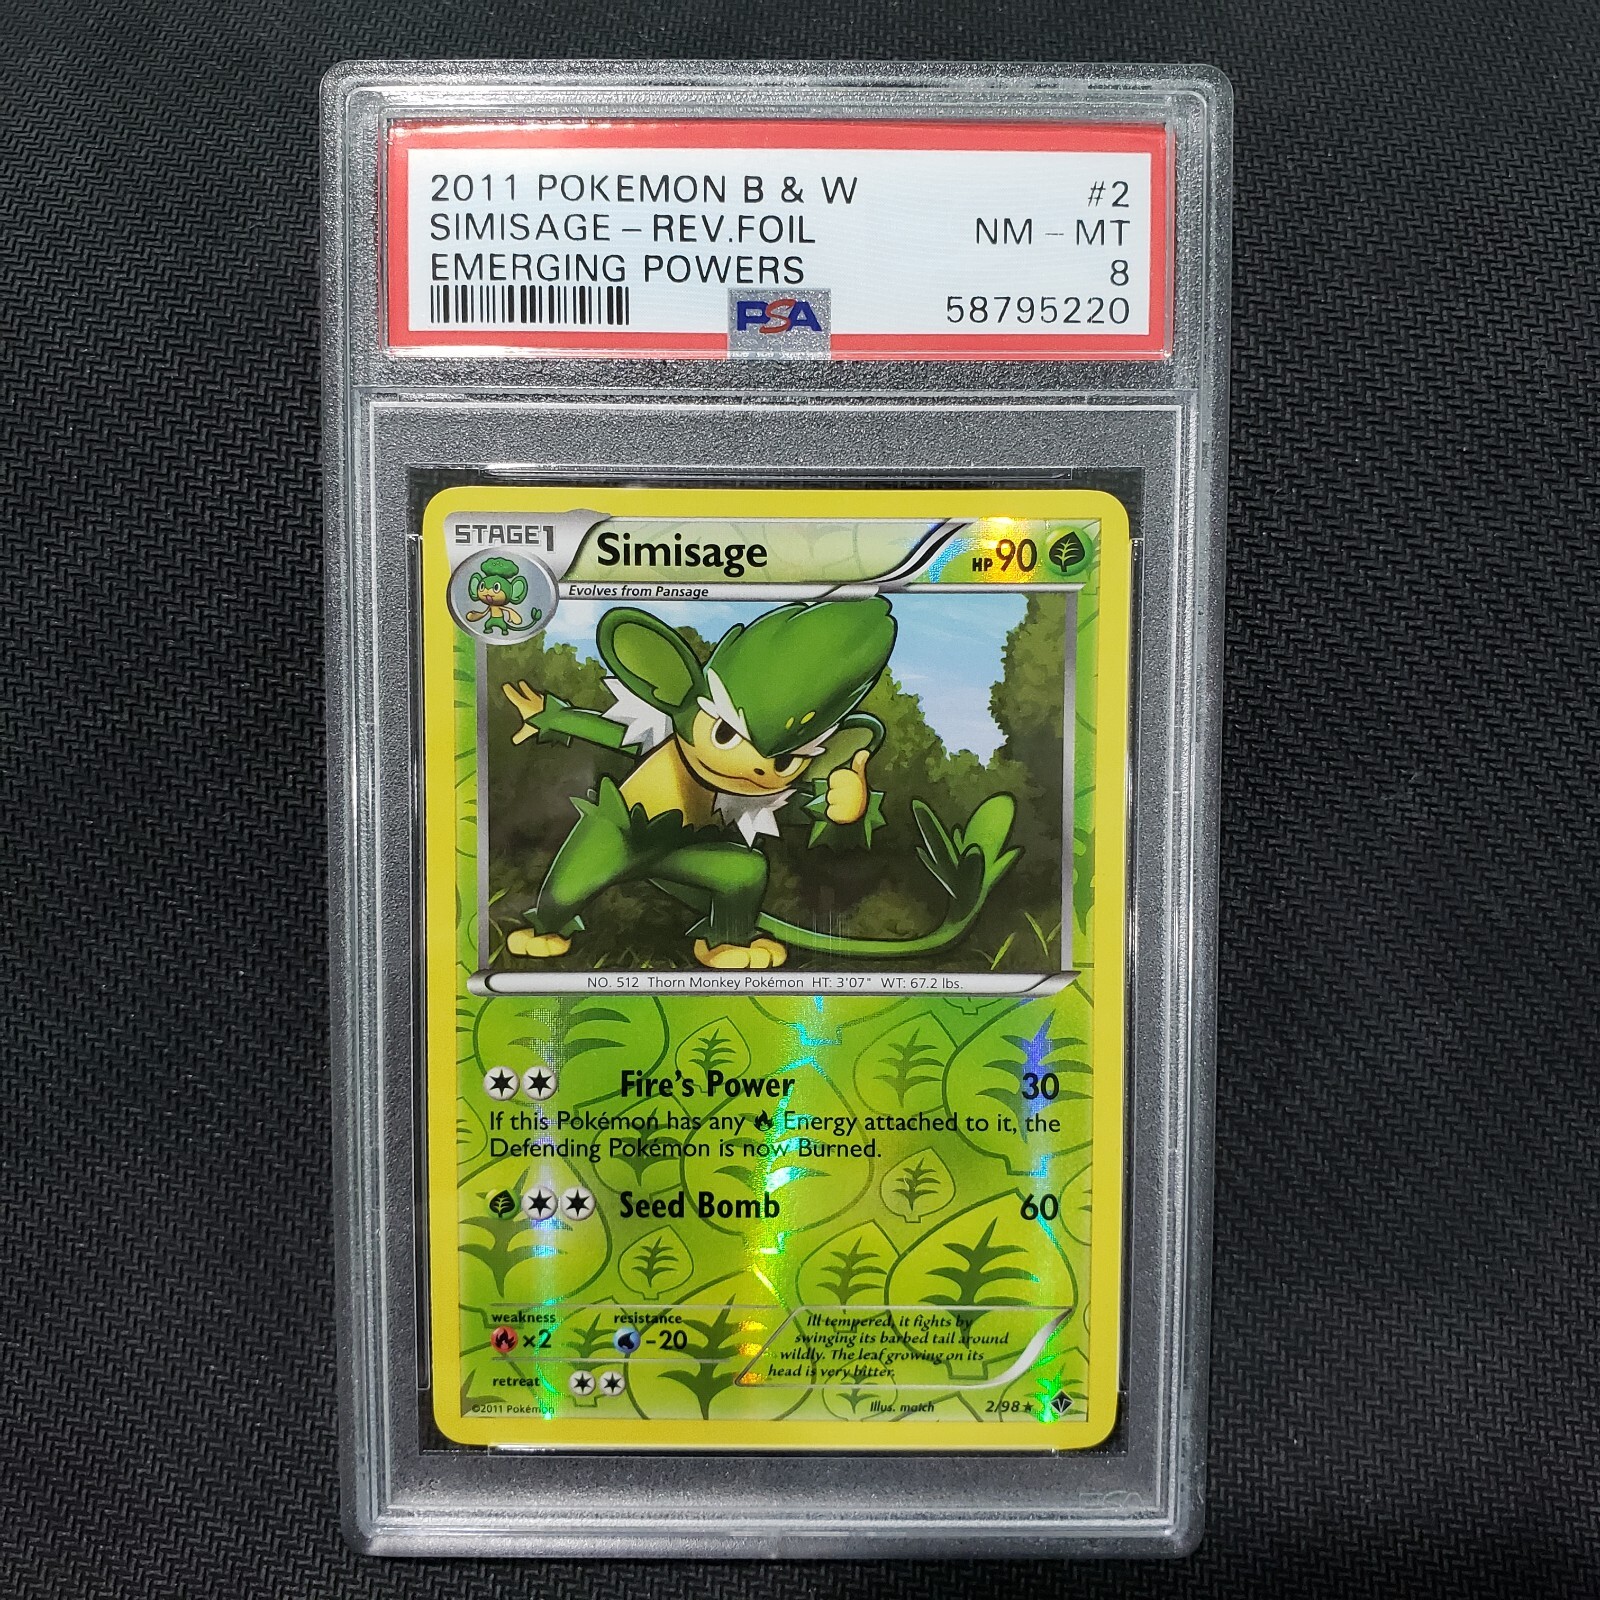 2011 POKEMON B & W #2
SIMISAGE - REV.FOIL NM - MT
EMERGING POWERS 8
PSA 58795220
STAGE1 Simisage HP 90
Evolves from Pansage
NO. 512 Thorn Monkey Pokémon HT: 3'07" WT: 67.2 lbs.
Fire's Power 30
If this Pokémon has any Energy attached to it, the
Defending Pokémon is now Burned.
Seed Bomb 60
weakness resistance
×2 -20
retreat
Ill tempered, it fights by
swinging its barbed tail around
wildly. The leaf growing on its
head is very bitter.
©2011 Pokémon Illus. match 2/98 ★
PSA